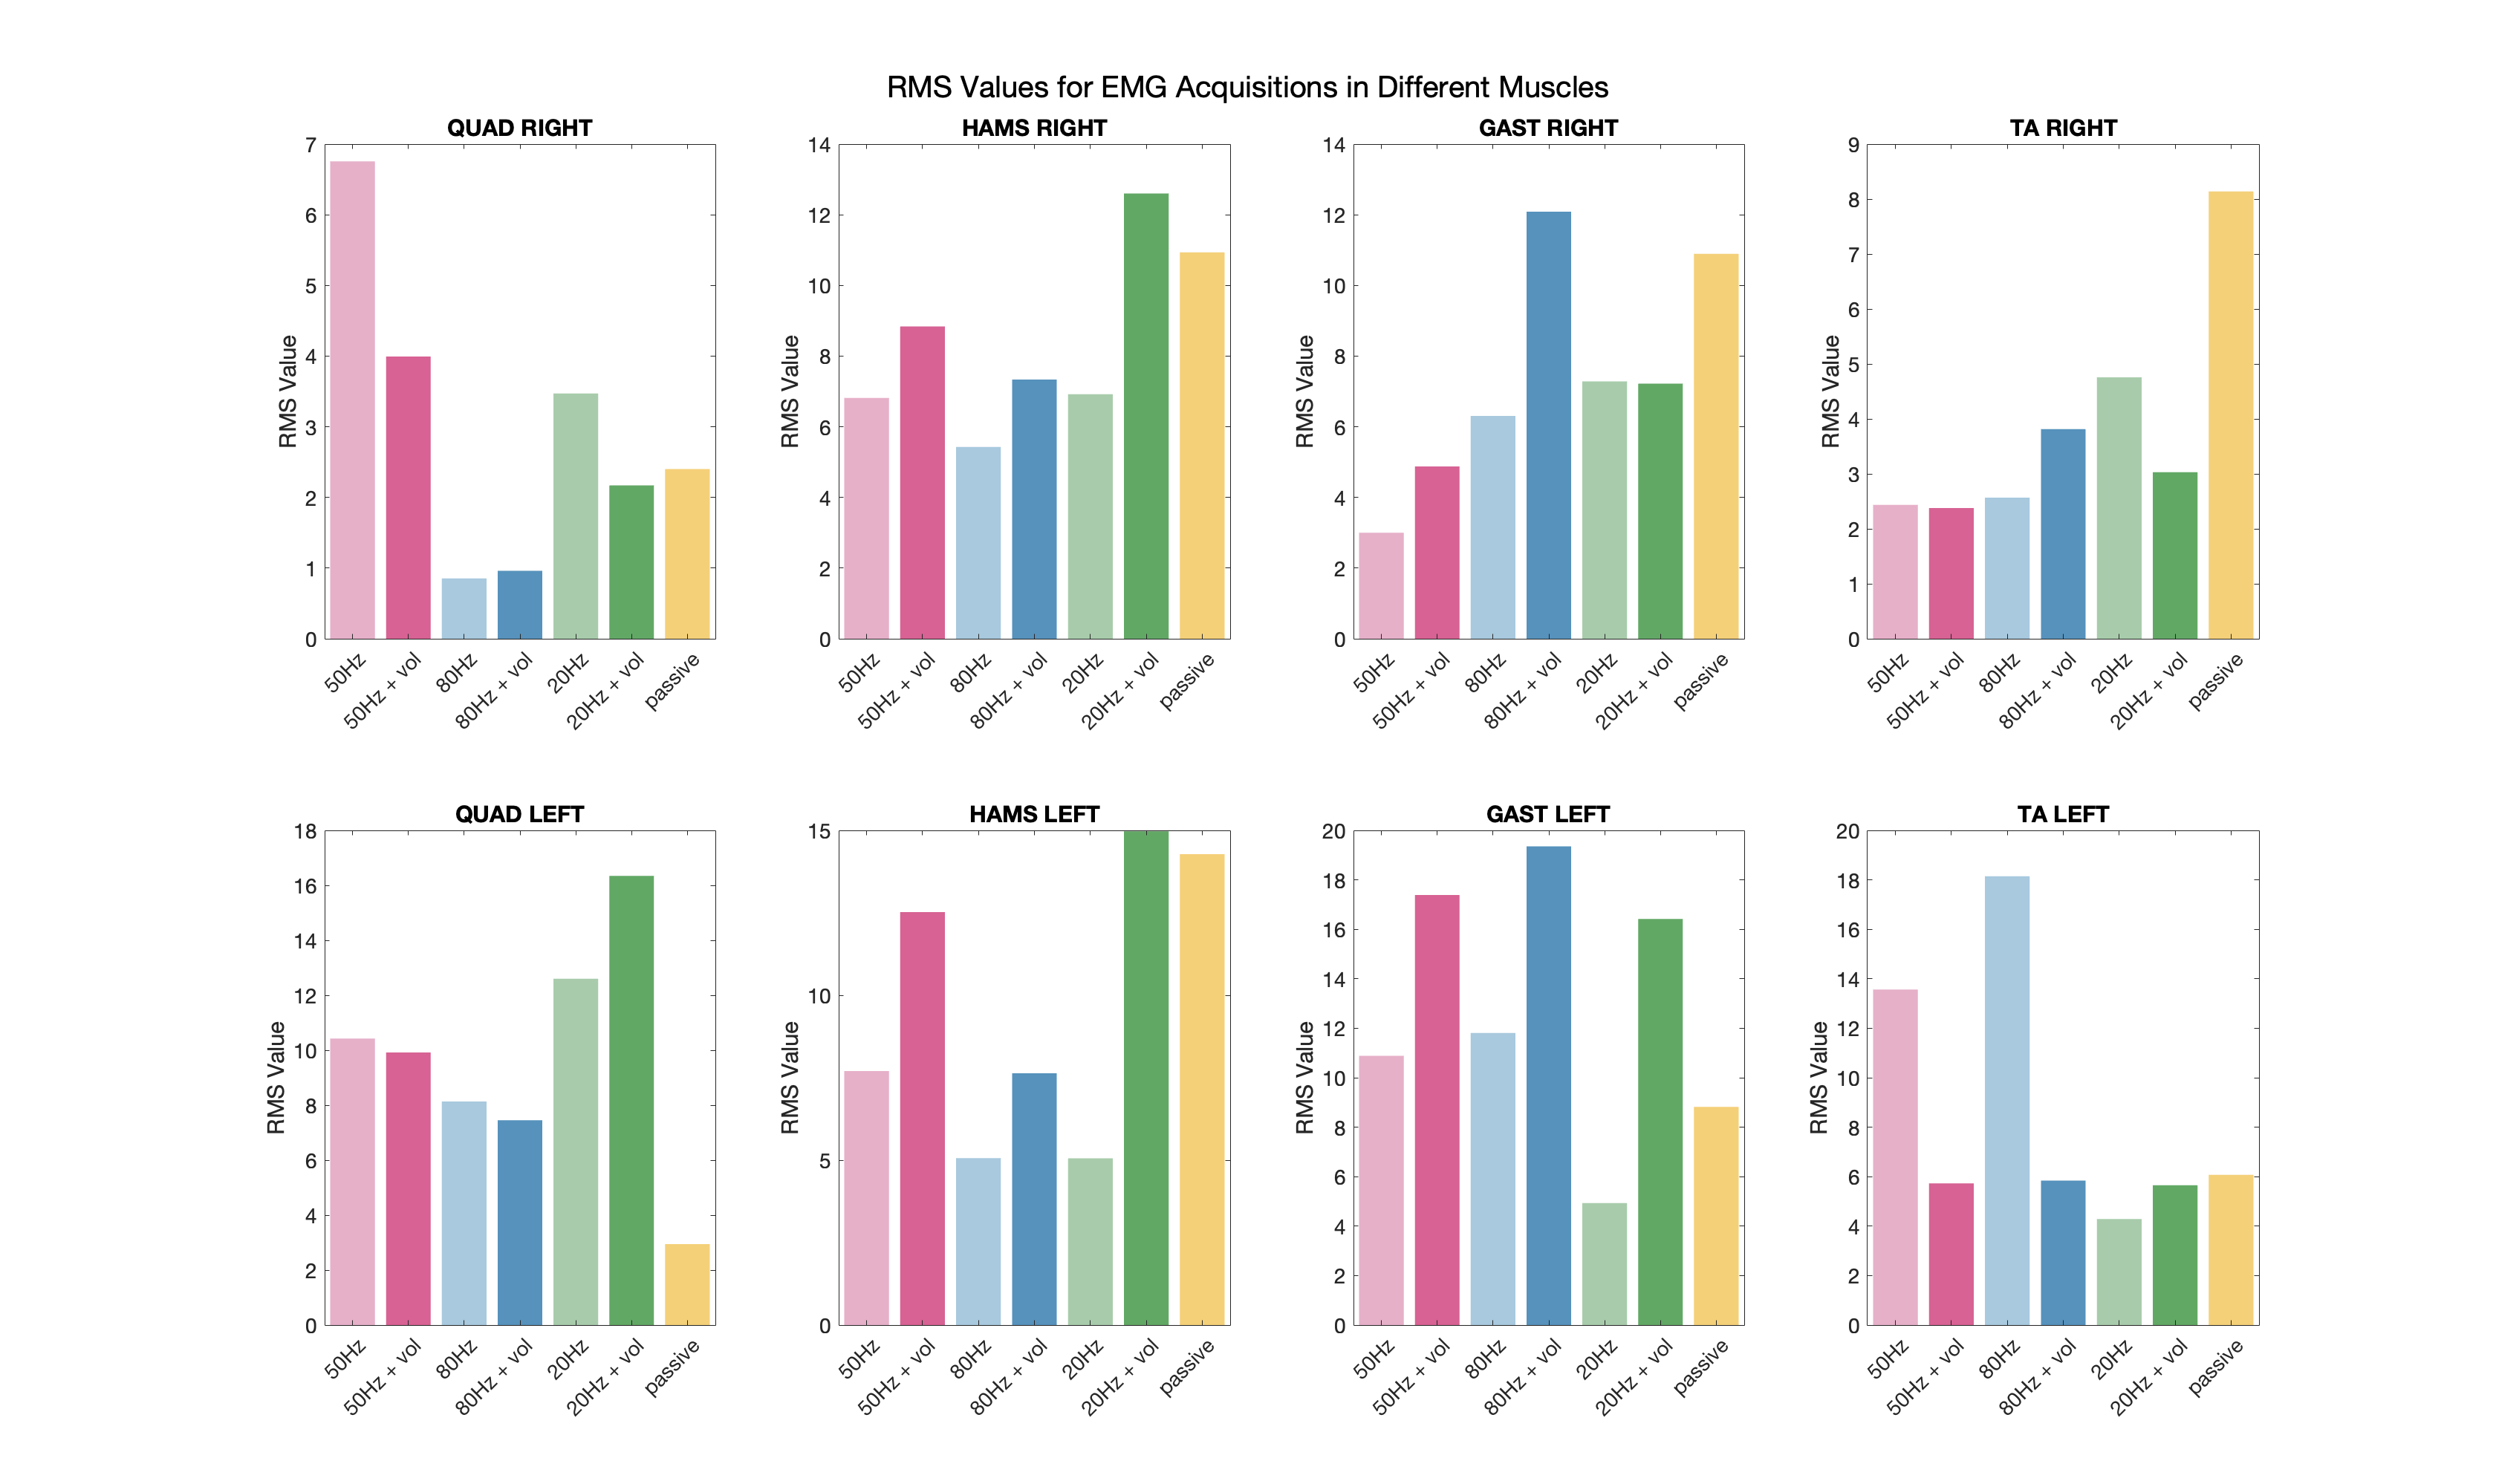 RMS Values for EMG Acquisitions in Different Muscles
QUAD RIGHT
RMS Value
7
6
5
4
3
2
1
0
50Hz
50Hz + vol
80Hz
80Hz + vol
20Hz
20Hz + vol
passive
HAMS RIGHT
RMS Value
14
12
10
8
6
4
2
0
50Hz
50Hz + vol
80Hz
80Hz + vol
20Hz
20Hz + vol
passive
GAST RIGHT
RMS Value
14
12
10
8
6
4
2
0
50Hz
50Hz + vol
80Hz
80Hz + vol
20Hz
20Hz + vol
passive
TA RIGHT
RMS Value
9
8
7
6
5
4
3
2
1
0
50Hz
50Hz + vol
80Hz
80Hz + vol
20Hz
20Hz + vol
passive
QUAD LEFT
RMS Value
18
16
14
12
10
8
6
4
2
0
50Hz
50Hz + vol
80Hz
80Hz + vol
20Hz
20Hz + vol
passive
HAMS LEFT
RMS Value
15
10
5
0
50Hz
50Hz + vol
80Hz
80Hz + vol
20Hz
20Hz + vol
passive
GAST LEFT
RMS Value
20
18
16
14
12
10
8
6
4
2
0
50Hz
50Hz + vol
80Hz
80Hz + vol
20Hz
20Hz + vol
passive
TA LEFT
RMS Value
20
18
16
14
12
10
8
6
4
2
0
50Hz
50Hz + vol
80Hz
80Hz + vol
20Hz
20Hz + vol
passive